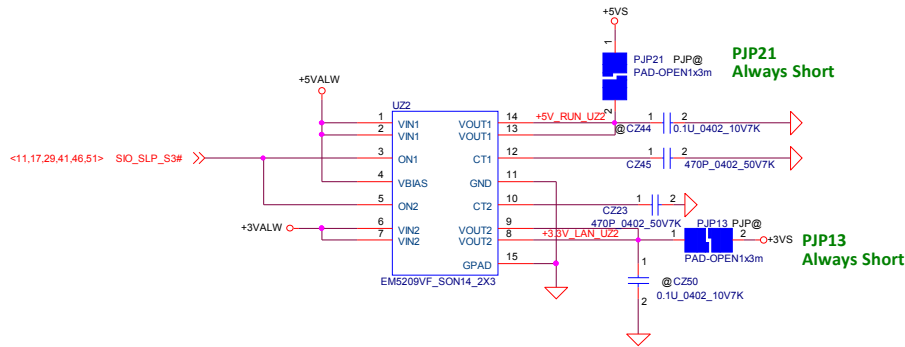 +5VS
1
PJP21 PJP@
PAD-OPEN1x3m
2
PJP21
Always Short
+5VALW
UZ2
1 VIN1 VOUT1 14 +5V_RUN_UZ2
2 VIN1 VOUT1 13
@CZ44 1 2
0.1U_0402_10V7K
<11,17,29,41,46,51> SIO_SLP_S3# 3 ON1 CT1 12
1 2
CZ45 470P_0402_50V7K
4 VBIAS GND 11
5 ON2 CT2 10
1 2
CZ23
470P_0402_50V7K
+3VALW 6 VIN2 VOUT2 9
7 VIN2 VOUT2 8 +3.3V_LAN_UZ2
PJP13 PJP@
1 2 +3VS
PAD-OPEN1x3m
PJP13
Always Short
GPAD 15
EM5209VF_SON14_2X3
1
@CZ50
0.1U_0402_10V7K
2